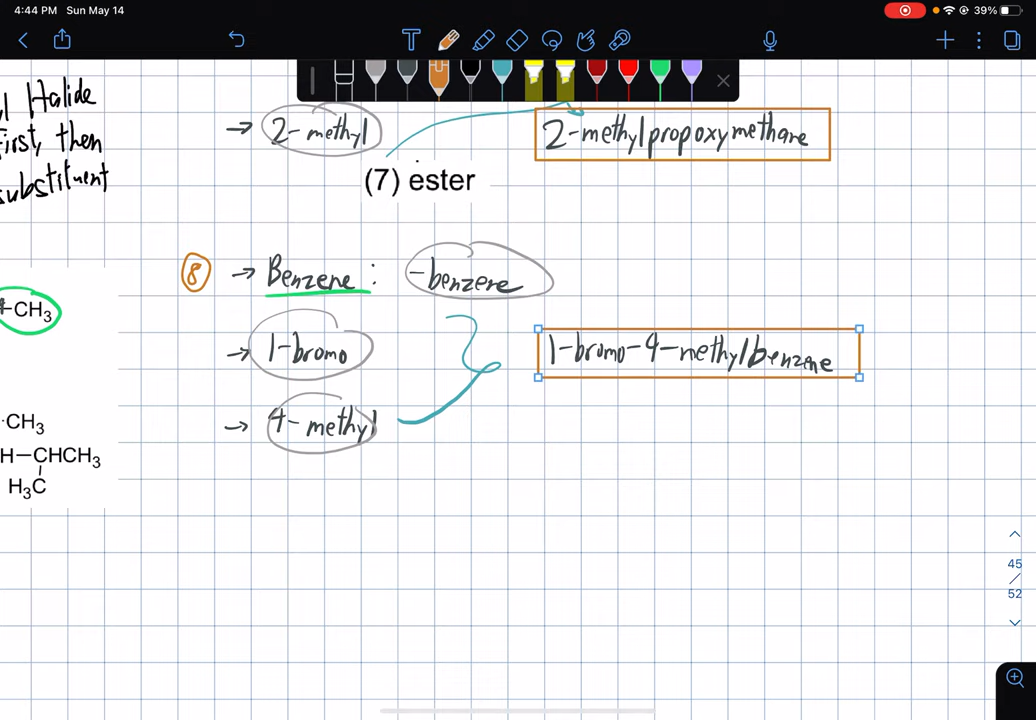 4:44 PM Sun May 14
39%
T
l Halide
first, then
substituent
→ 2-methyl
2-methylpropoxymethane
(7) ester
8 → Benzene: -benzene
→ 1-bromo
1-bromo-4-methylbenzene
→ 4-methyl
-CH3
·CH3
H-CHCH3
H3C
45
/
52